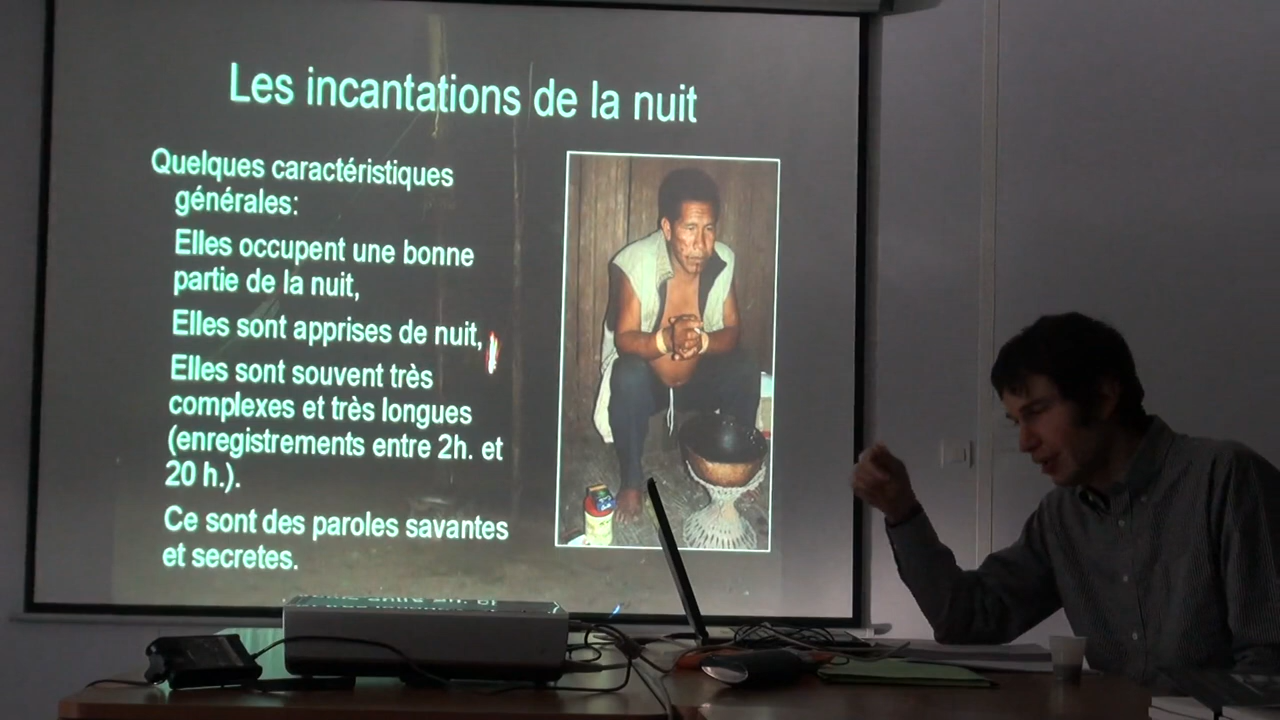 Les incantations de la nuit
Quelques caractéristiques
générales:
Elles occupent une bonne
partie de la nuit,
Elles sont apprises de nuit,
Elles sont souvent très
complexes et très longues
(enregistrements entre 2h. et
20 h.).
Ce sont des paroles savantes
et secretes.